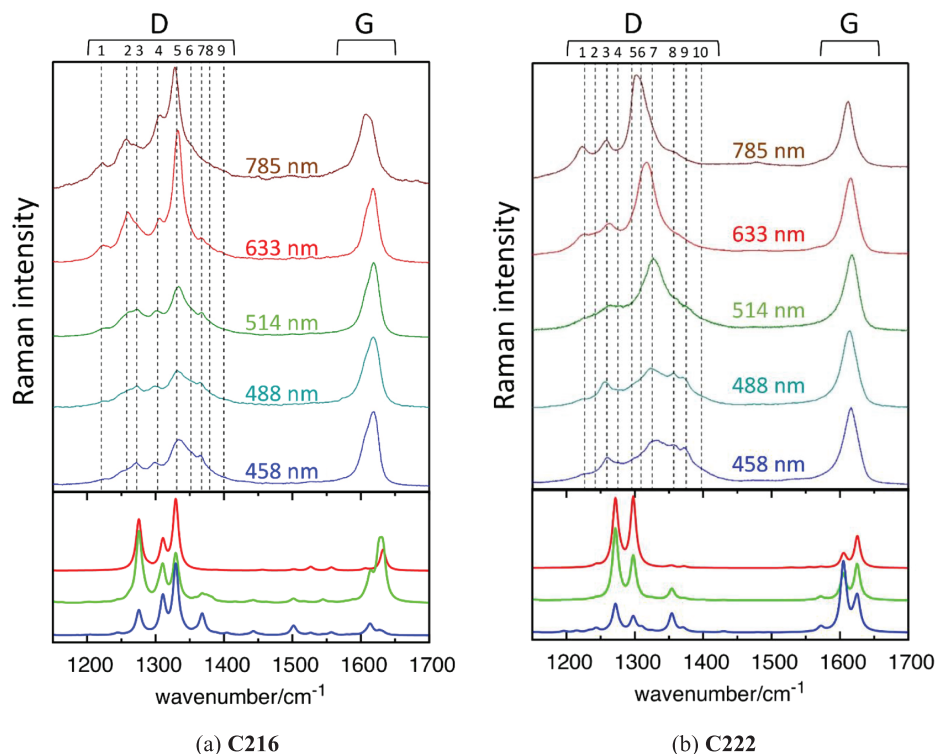 D G
1 2 3 4 5 6 7 8 9
785 nm
633 nm
514 nm
488 nm
458 nm
Raman intensity
1200 1300 1400 1500 1600 1700
wavenumber/cm⁻¹
(a) C216
D G
1 2 3 4 5 6 7 8 9 10
785 nm
633 nm
514 nm
488 nm
458 nm
Raman intensity
1200 1300 1400 1500 1600 1700
wavenumber/cm⁻¹
(b) C222